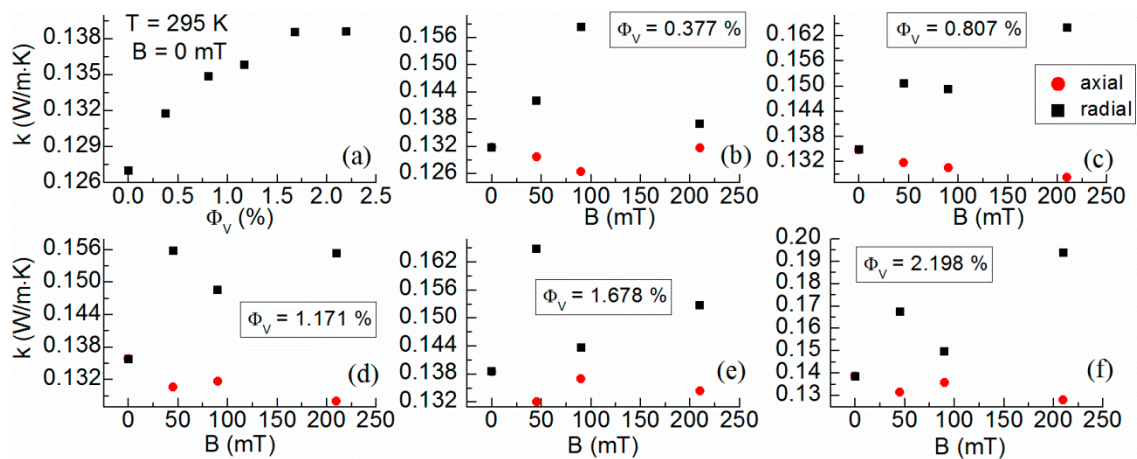 T = 295 K
B = 0 mT
k (W/m·K)
0.138
0.135
0.132
0.129
0.126
0.0 0.5 1.0 1.5 2.0 2.5
ΦV (%)
(a)
0.156
0.150
0.144
0.138
0.132
0.126
ΦV = 0.377 %
(b)
0 50 100 150 200 250
B (mT)
k (W/m·K)
0.162
0.156
0.150
0.144
0.138
0.132
ΦV = 0.807 %
axial
radial
(c)
0 50 100 150 200 250
B (mT)
k (W/m·K)
0.156
0.150
0.144
0.138
0.132
ΦV = 1.171 %
(d)
0 50 100 150 200 250
B (mT)
0.162
0.156
0.150
0.144
0.138
0.132
ΦV = 1.678 %
(e)
0 50 100 150 200 250
B (mT)
0.20
0.19
0.18
0.17
0.16
0.15
0.14
0.13
ΦV = 2.198 %
(f)
0 50 100 150 200 250
B (mT)